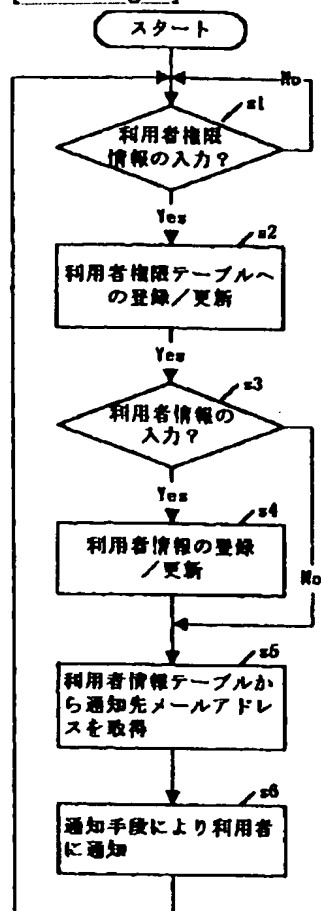 スタート
No
s1
利用者権限
情報の入力？
Yes
s2
利用者権限テーブルへ
の登録／更新
Yes
s3
利用者情報の
入力？
Yes
s4
利用者情報の登録
／更新
No
s5
利用者情報テーブルか
ら通知先メールアドレ
スを取得
s6
通知手段により利用者
に通知